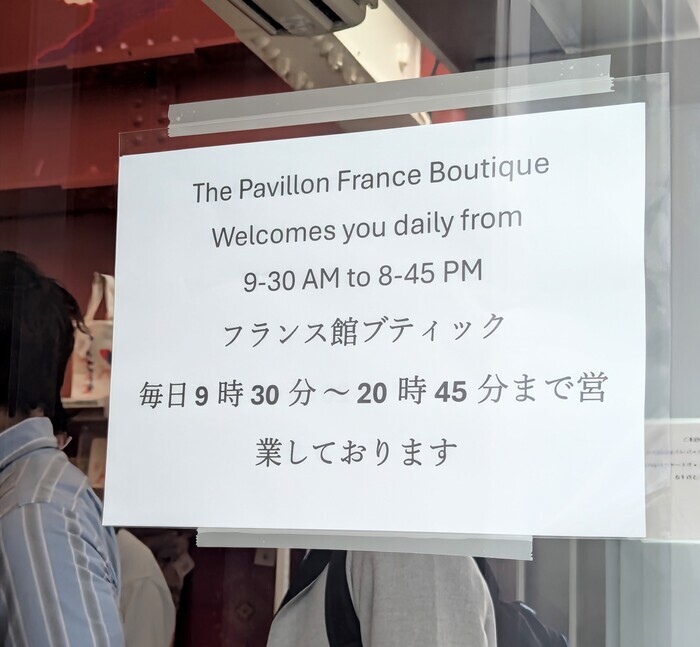 The Pavillon France Boutique
Welcomes you daily from
9-30 AM to 8-45 PM
フランス館ブティック
毎日9時30分～20時45分まで営
業しております